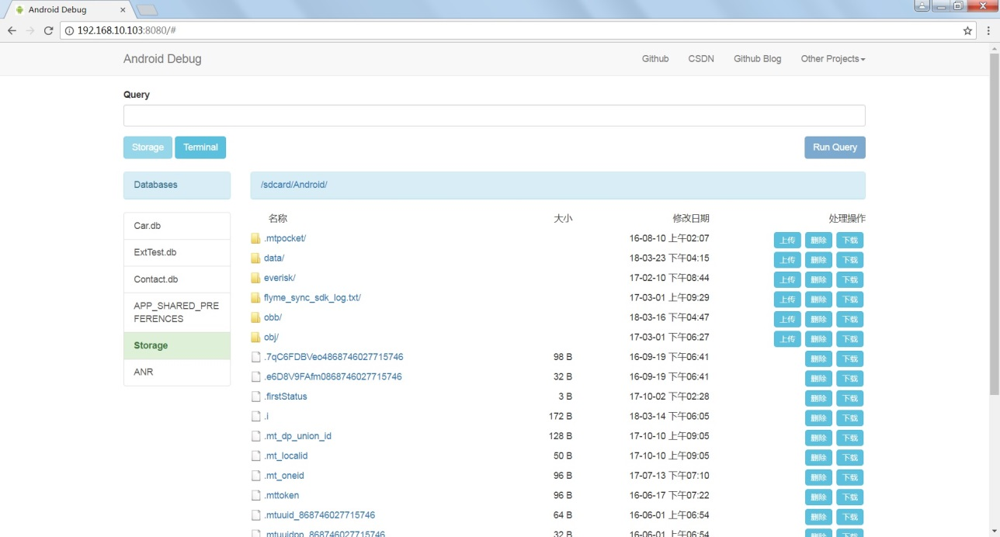 Android Debug
192.168.10.103:8080/#
Android Debug Github CSDN Github Blog Other Projects
Query
Storage Terminal Run Query
Databases /sdcard/Android/
名称 大小 修改日期 处理操作
Car.db
ExtTest.db
Contact.db
APP_SHARED_PRE
FERENCES
Storage
ANR
.mtpocket/ 16-08-10 上午02:07 上传 删除 下载
data/ 18-03-23 下午04:15 上传 删除 下载
everisk/ 17-02-10 下午08:44 上传 删除 下载
flyme_sync_sdk_log.txt/ 17-03-01 上午09:29 上传 删除 下载
obb/ 18-03-16 下午04:47 上传 删除 下载
obj/ 17-03-01 下午06:27 上传 删除 下载
.7qC6FDBVeo4868746027715746 98 B 16-09-19 下午06:41 删除 下载
.e6D8V9FAfm0868746027715746 32 B 16-09-19 下午06:41 删除 下载
.firstStatus 3 B 17-10-02 下午02:28 删除 下载
.i 172 B 18-03-14 下午06:05 删除 下载
.mt_dp_union_id 128 B 17-10-10 上午09:05 删除 下载
.mt_localid 50 B 17-10-10 上午09:05 删除 下载
.mt_oneid 96 B 17-07-13 下午07:10 删除 下载
.mttoken 96 B 16-06-17 下午07:22 删除 下载
.mtuuid_868746027715746 64 B 16-06-01 上午06:54 删除 下载
.mtuuidpp_868746027715746 32 B 16-06-01 上午06:54 删除 下载